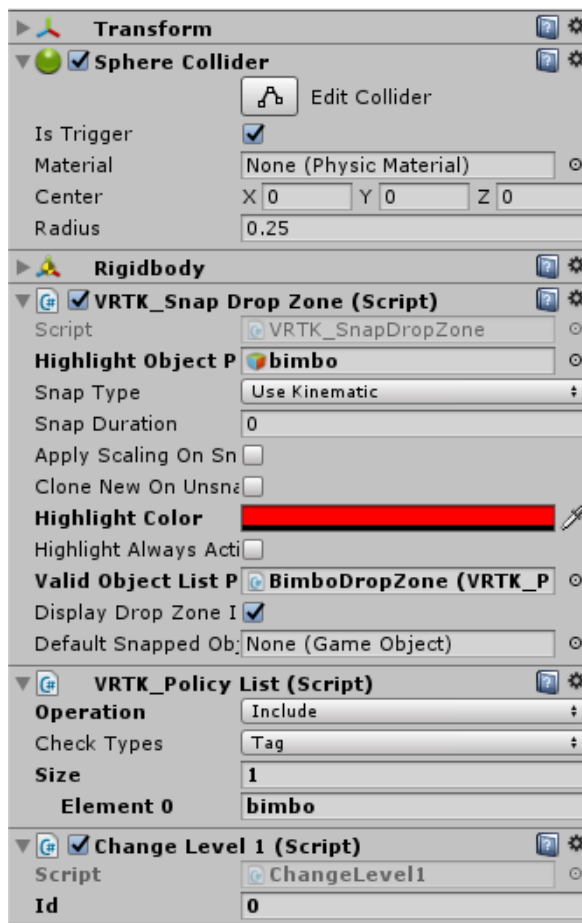 Transform
Sphere Collider
Edit Collider
Is Trigger
Material None (Physic Material)
Center X 0 Y 0 Z 0
Radius 0.25
Rigidbody
VRTK_Snap Drop Zone (Script)
Script VRTK_SnapDropZone
Highlight Object P bimbo
Snap Type Use Kinematic
Snap Duration 0
Apply Scaling On Sn
Clone New On Unsna
Highlight Color
Highlight Always Acti
Valid Object List P BimboDropZone (VRTK_P
Display Drop Zone I
Default Snapped Obj None (Game Object)
VRTK_Policy List (Script)
Operation Include
Check Types Tag
Size 1
Element 0 bimbo
Change Level 1 (Script)
Script ChangeLevel1
Id 0